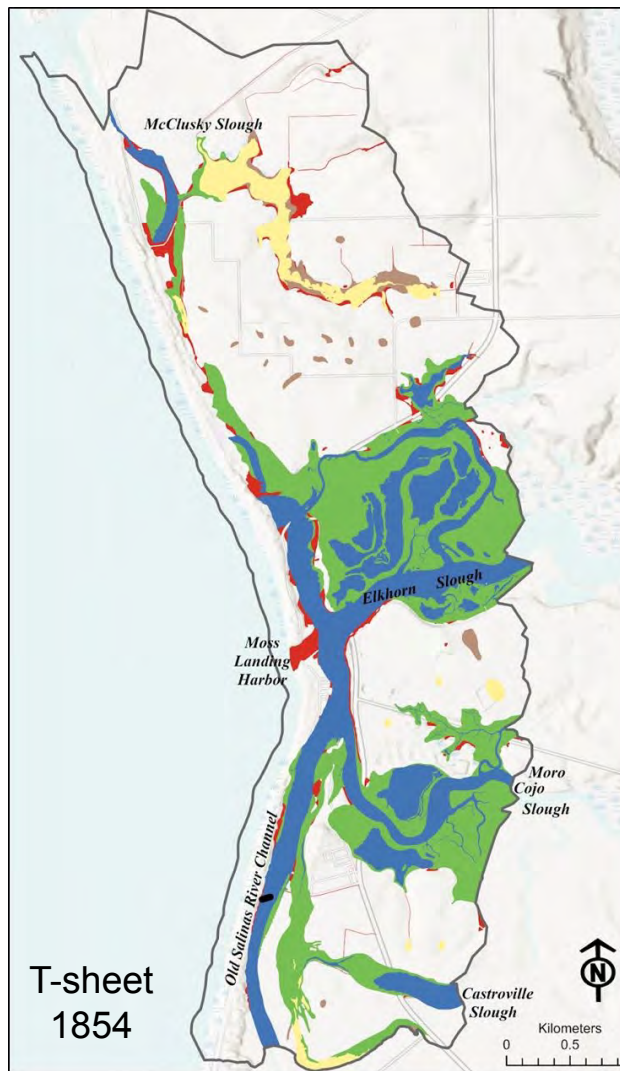 McClusky Slough
Elkhorn Slough
Moss
Landing
Harbor
Moro
Cojo
Slough
Old Salinas River Channel
T-sheet
1854
Castroville
Slough
N
Kilometers
0 0.5